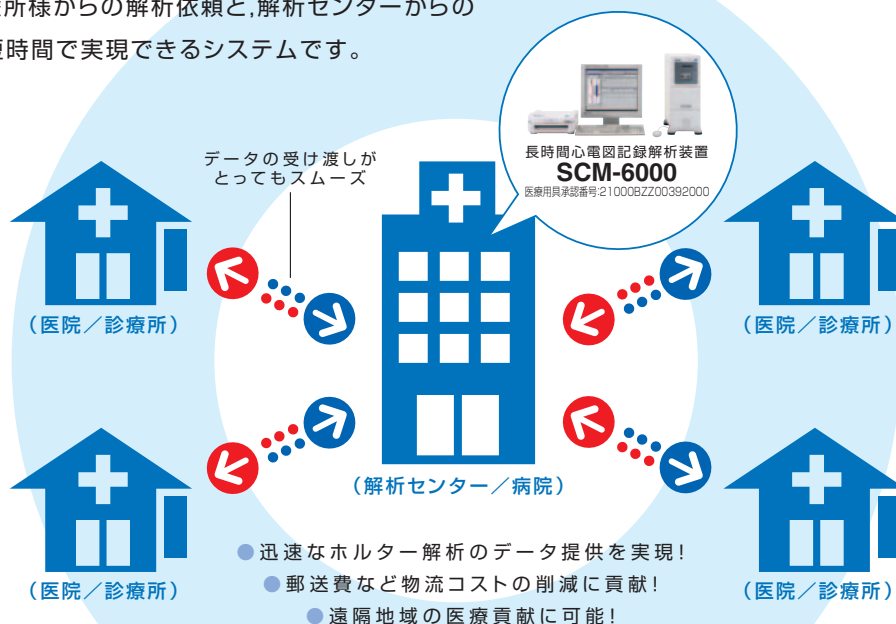 所様からの解析依頼と,解析センターからの
短時間で実現できるシステムです。
データの受け渡しが
とってもスムーズ
長時間心電図記録解析装置
SCM-6000
医療用具承認番号:21000BZZ00392000
(医院/診療所)
(医院/診療所)
(解析センター/病院)
(医院/診療所)
(医院/診療所)
●迅速なホルター解析のデータ提供を実現!
●郵送費など物流コストの削減に貢献!
●遠隔地域の医療貢献に可能!